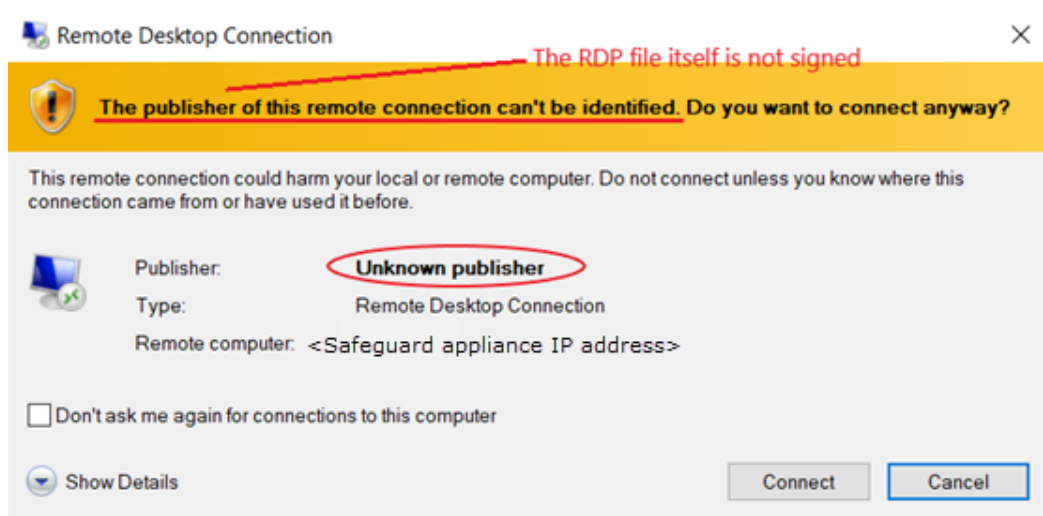 Remote Desktop Connection
The RDP file itself is not signed
The publisher of this remote connection can't be identified. Do you want to connect anyway?
This remote connection could harm your local or remote computer. Do not connect unless you know where this
connection came from or have used it before.
Publisher: Unknown publisher
Type: Remote Desktop Connection
Remote computer: <Safeguard appliance IP address>
Don't ask me again for connections to this computer
Show Details Connect Cancel